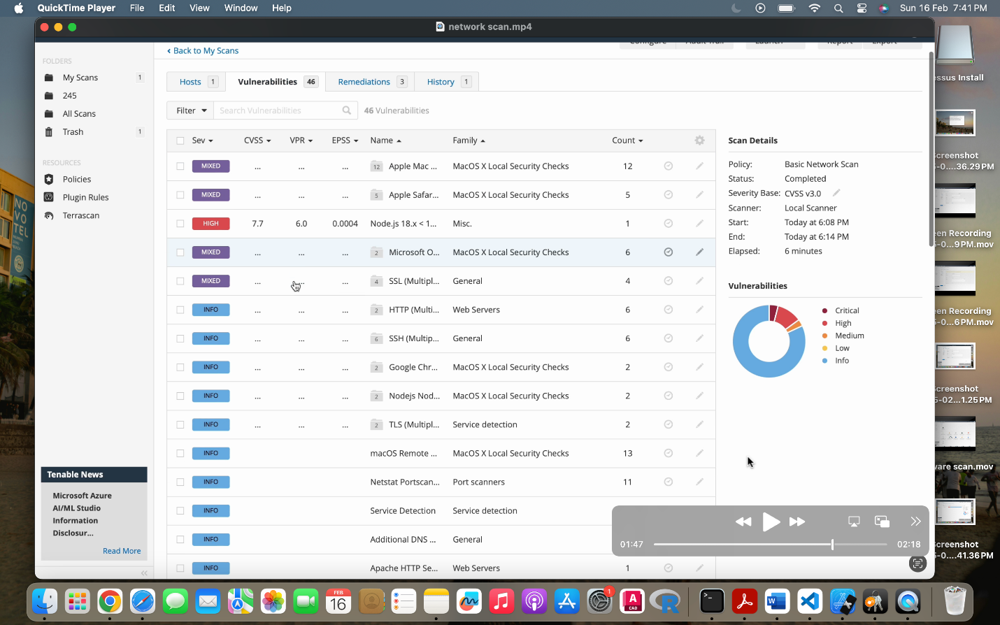 QuickTime Player File Edit View Window Help Sun 16 Feb 7:41 PM
network scan.mp4
FOLDERS
My Scans 1
245
All Scans
Trash 1
RESOURCES
Policies
Plugin Rules
Terrascan
Tenable News
Microsoft Azure
AI/ML Studio
Information
Disclosur...
Read More
Back to My Scans
Configure Audit Trail Launch Report Export
Hosts 1 Vulnerabilities 46 Remediations 3 History 1
Filter Search Vulnerabilities 46 Vulnerabilities
Sev CVSS VPR EPSS Name Family Count
MIXED ... ... ... 12 Apple Mac ... MacOS X Local Security Checks 12
MIXED ... ... ... 5 Apple Safar... MacOS X Local Security Checks 5
HIGH 7.7 6.0 0.0004 Node.js 18.x < 1... Misc. 1
MIXED ... ... ... 2 Microsoft O... MacOS X Local Security Checks 6
MIXED ... ... ... 4 SSL (Multipl... General 4
INFO ... ... ... 2 HTTP (Multi... Web Servers 6
INFO ... ... ... 6 SSH (Multip... General 6
INFO ... ... ... 2 Google Chr... MacOS X Local Security Checks 2
INFO ... ... ... 2 Nodejs Nod... MacOS X Local Security Checks 2
INFO ... ... ... 2 TLS (Multipl... Service detection 2
INFO macOS Remote ... MacOS X Local Security Checks 13
INFO Netstat Portscan... Port scanners 11
INFO Service Detection Service detection
INFO Additional DNS ... General
INFO Apache HTTP Se... Web Servers 1
Scan Details
Policy: Basic Network Scan
Status: Completed
Severity Base: CVSS v3.0
Scanner: Local Scanner
Start: Today at 6:08 PM
End: Today at 6:14 PM
Elapsed: 6 minutes
Vulnerabilities
Critical
High
Medium
Low
Info
01:47 02:18
ssus Install
Screenshot
-0....36.29 PM
en Recording
-0...9 PM.mov
en Recording
-0...6 PM.mov
creenshot
5-02...1.25 PM
ware scan.mov
creenshot
-0....41.36 PM
NOVOTEL
FEB
16
1
A
CAD
R
W